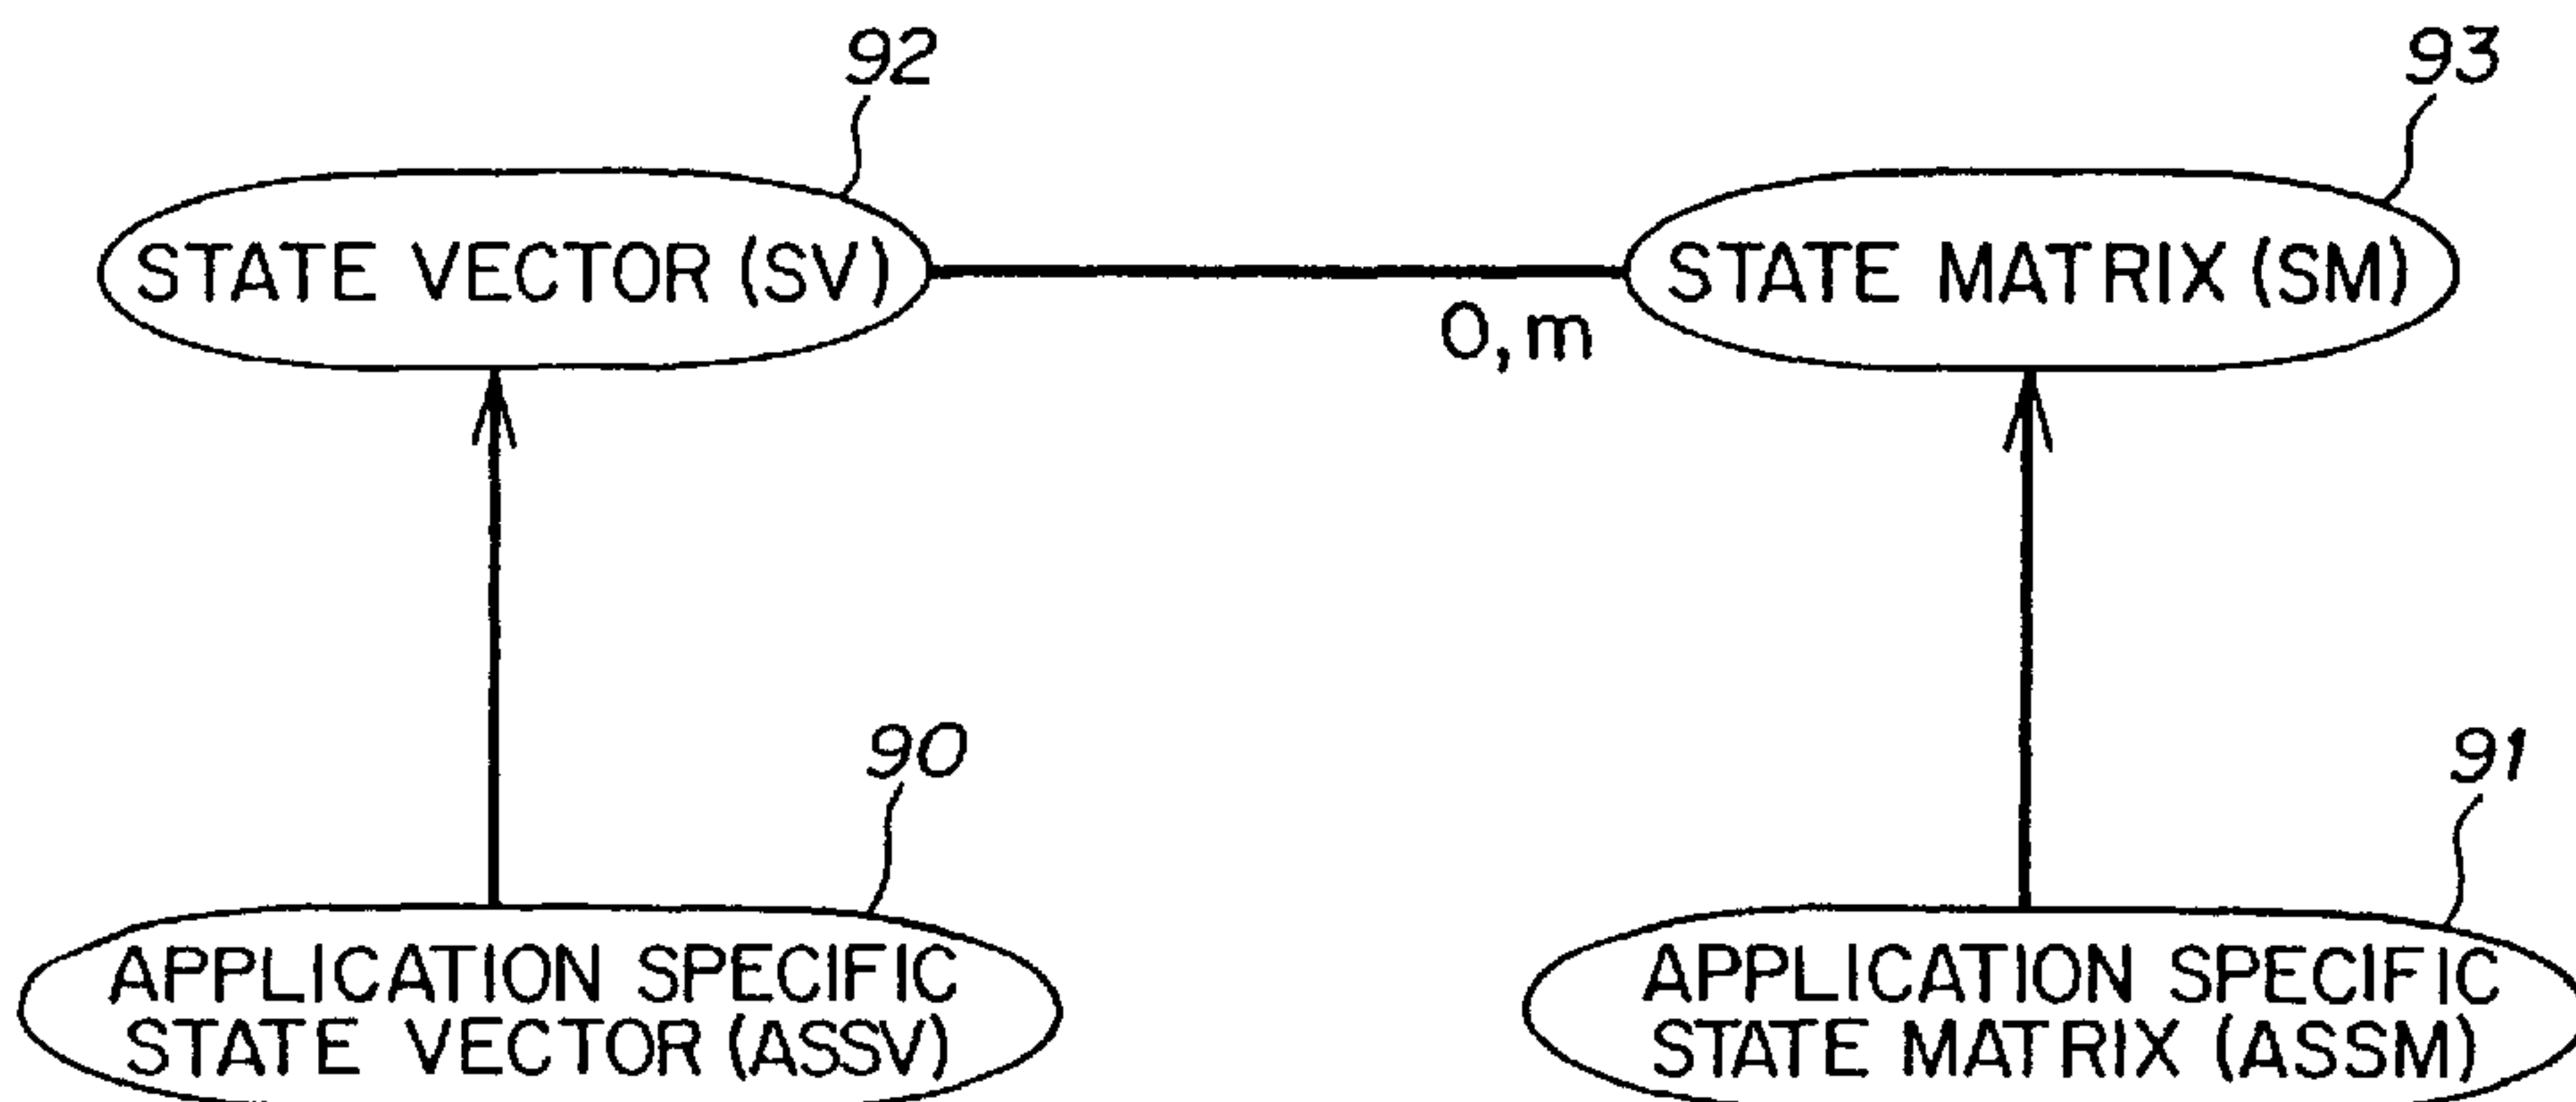 92
93
STATE VECTOR (SV)
STATE MATRIX (SM)
0,m
90
91
APPLICATION SPECIFIC
STATE VECTOR (ASSV)
APPLICATION SPECIFIC
STATE MATRIX (ASSM)